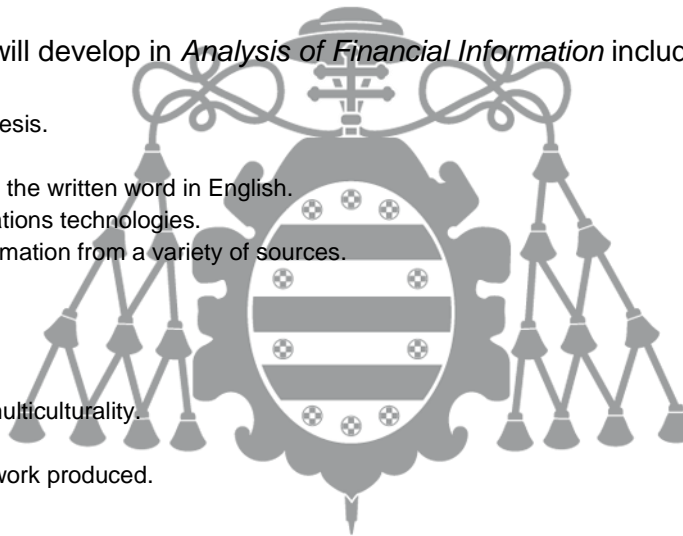 will develop in Analysis of Financial Information includ
esis.
the written word in English.
ations technologies.
mation from a variety of sources.
nulticulturality.
work produced.